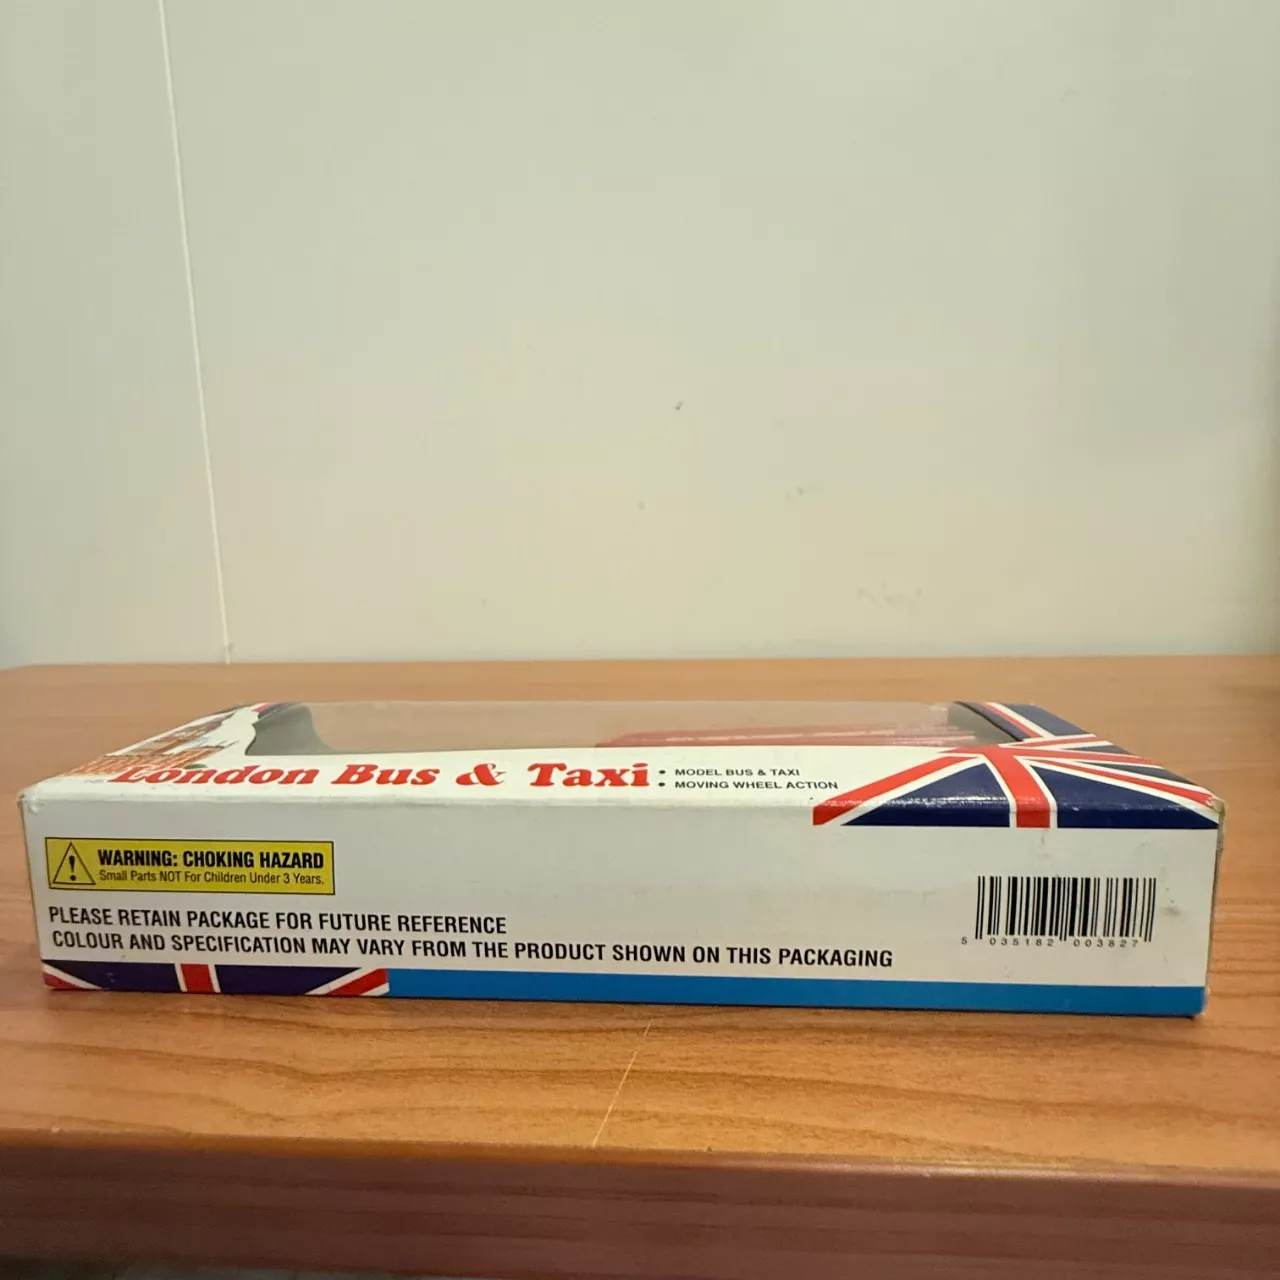 London Bus & Taxi
• MODEL BUS & TAXI
• MOVING WHEEL ACTION
WARNING: CHOKING HAZARD
Small Parts NOT For Children Under 3 Years.
PLEASE RETAIN PACKAGE FOR FUTURE REFERENCE
COLOUR AND SPECIFICATION MAY VARY FROM THE PRODUCT SHOWN ON THIS PACKAGING
5 035182 003827